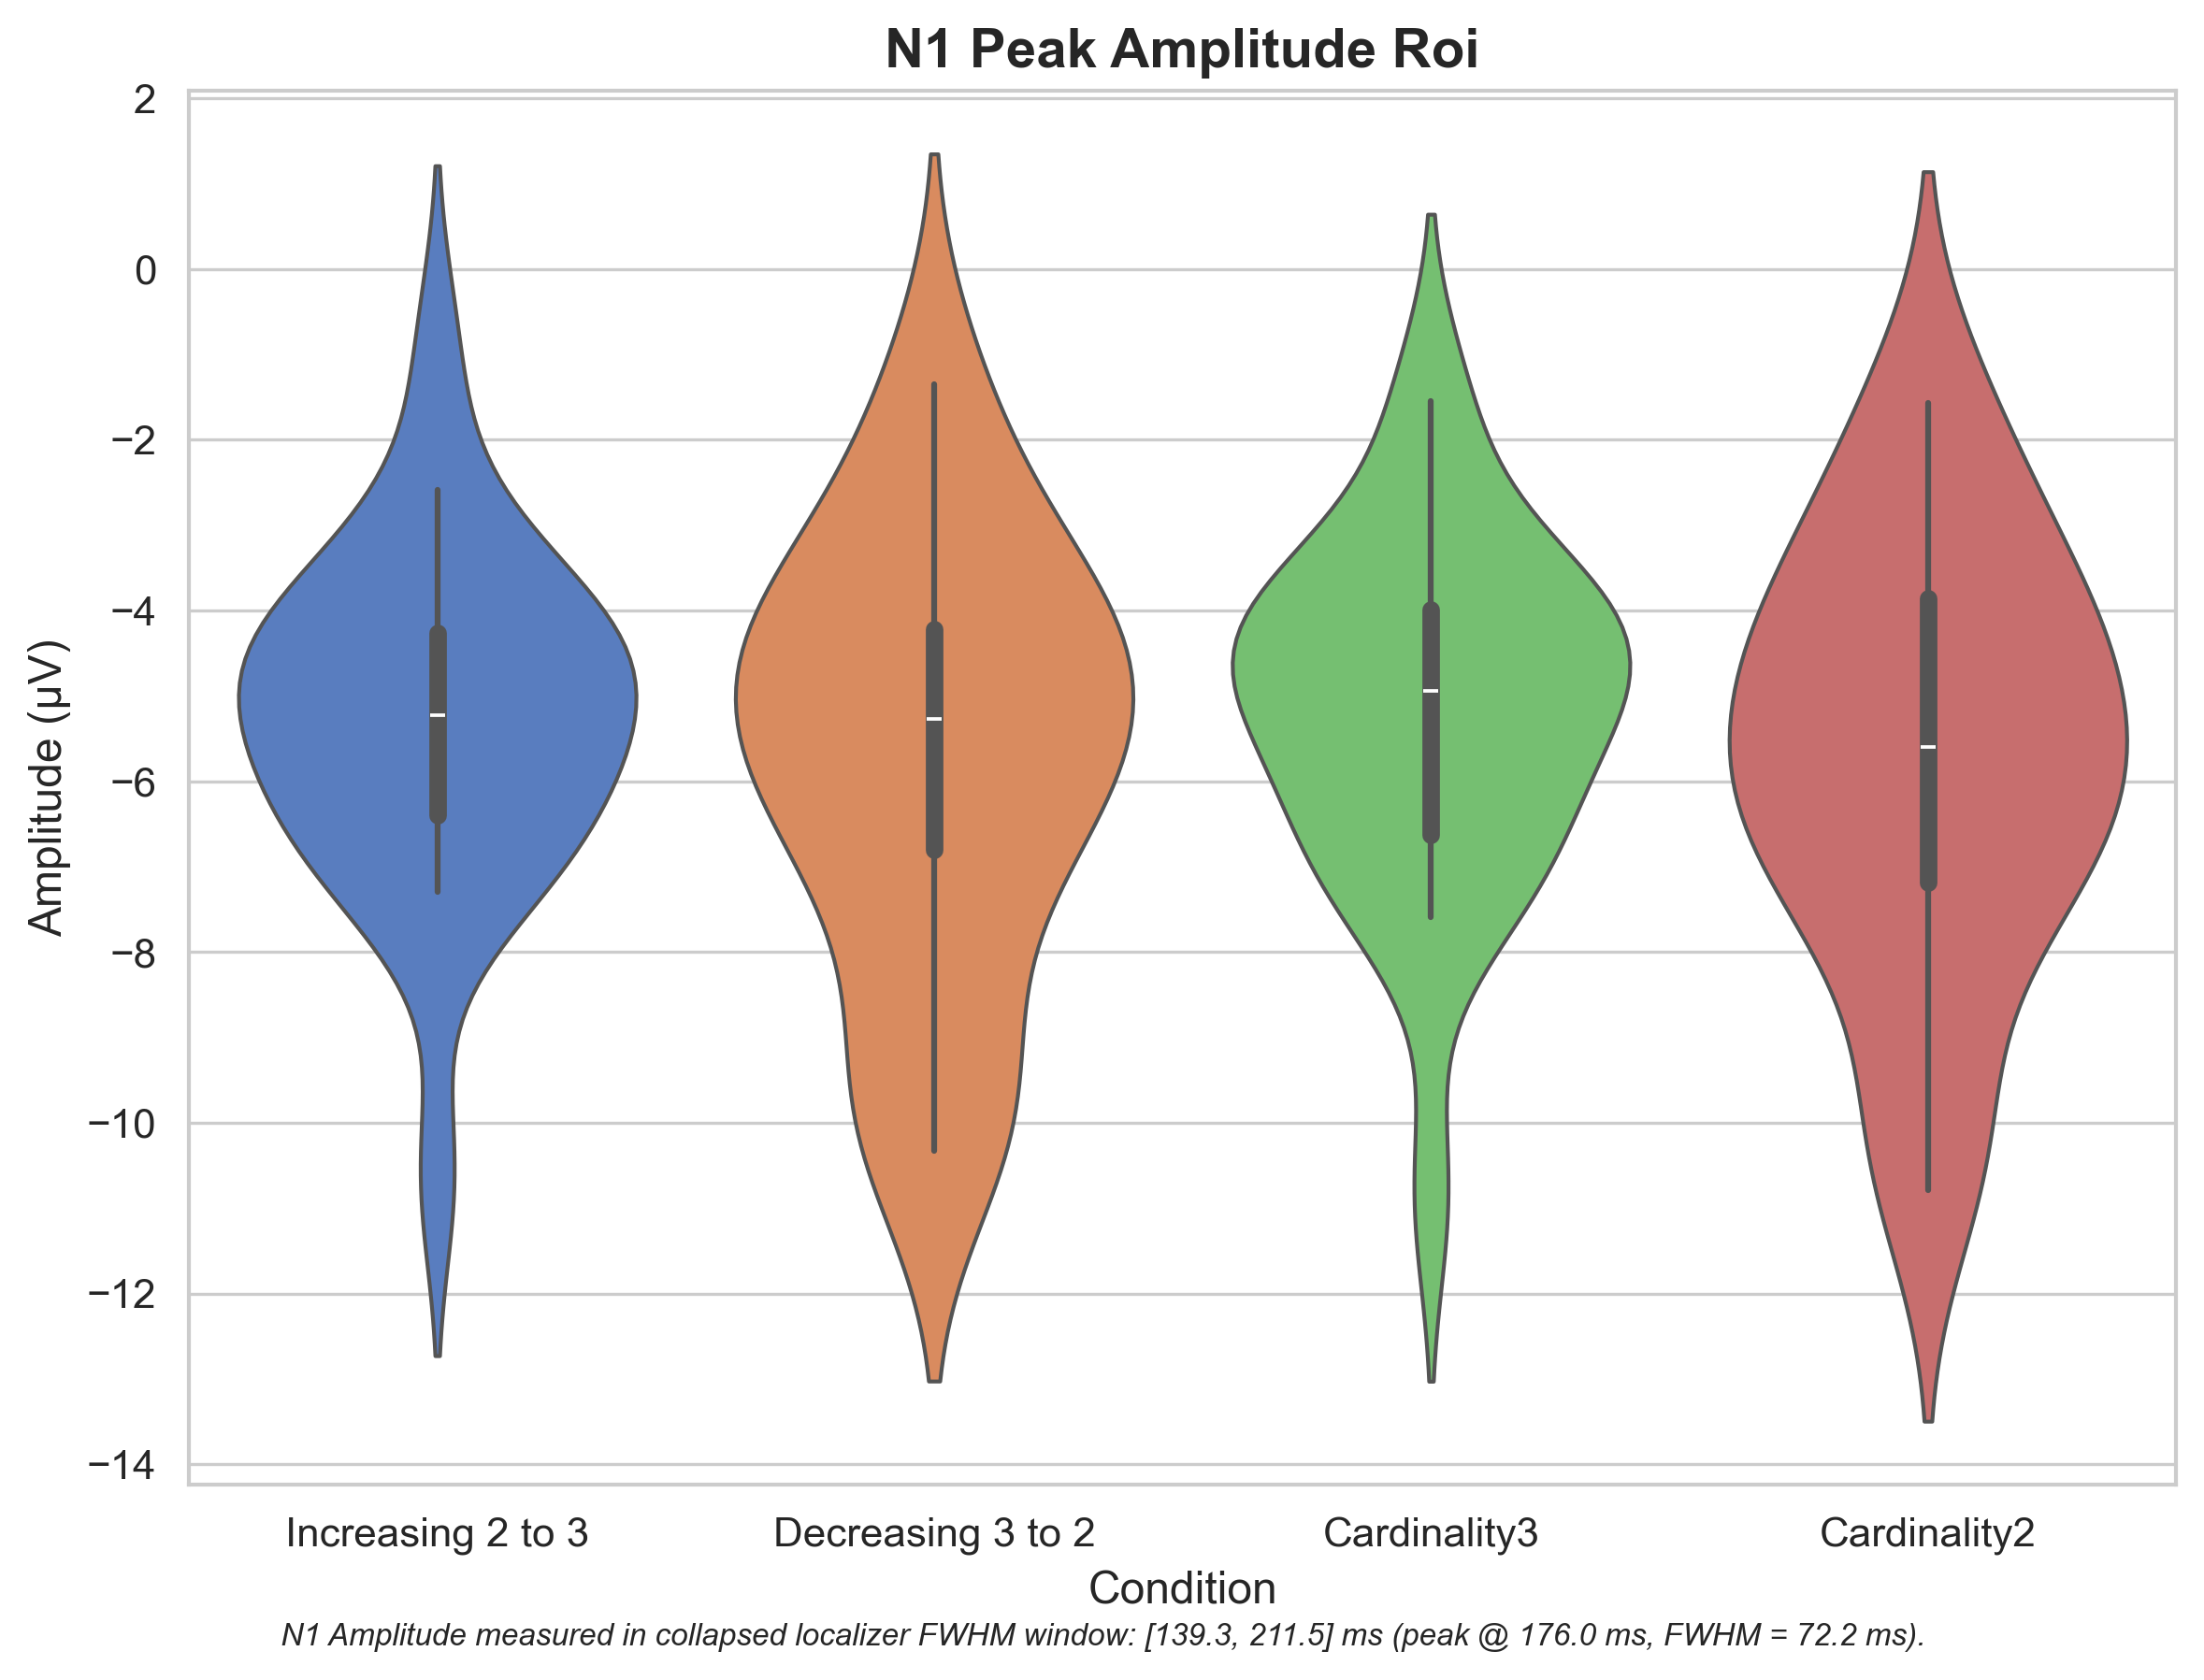 N1 Peak Amplitude Roi
2
0
−2
−4
−6
−8
−10
−12
−14
Amplitude (µV)
Increasing 2 to 3
Decreasing 3 to 2
Cardinality3
Cardinality2
Condition
N1 Amplitude measured in collapsed localizer FWHM window: [139.3, 211.5] ms (peak @ 176.0 ms, FWHM = 72.2 ms).